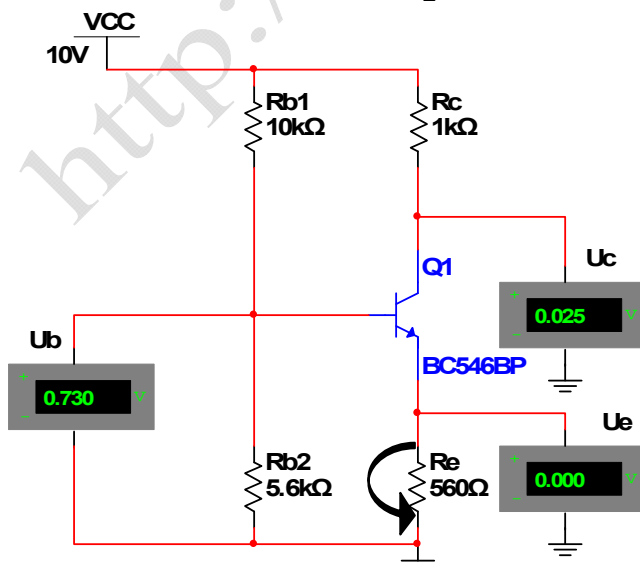 http:/
VCC
10V
Rb1
10kΩ
Rc
1kΩ
Q1
Uc
+
0.025
V
−
Ub
+
0.730
V
−
BC546BP
Ue
Rb2
5.6kΩ
Re
560Ω
+
0.000
V
−